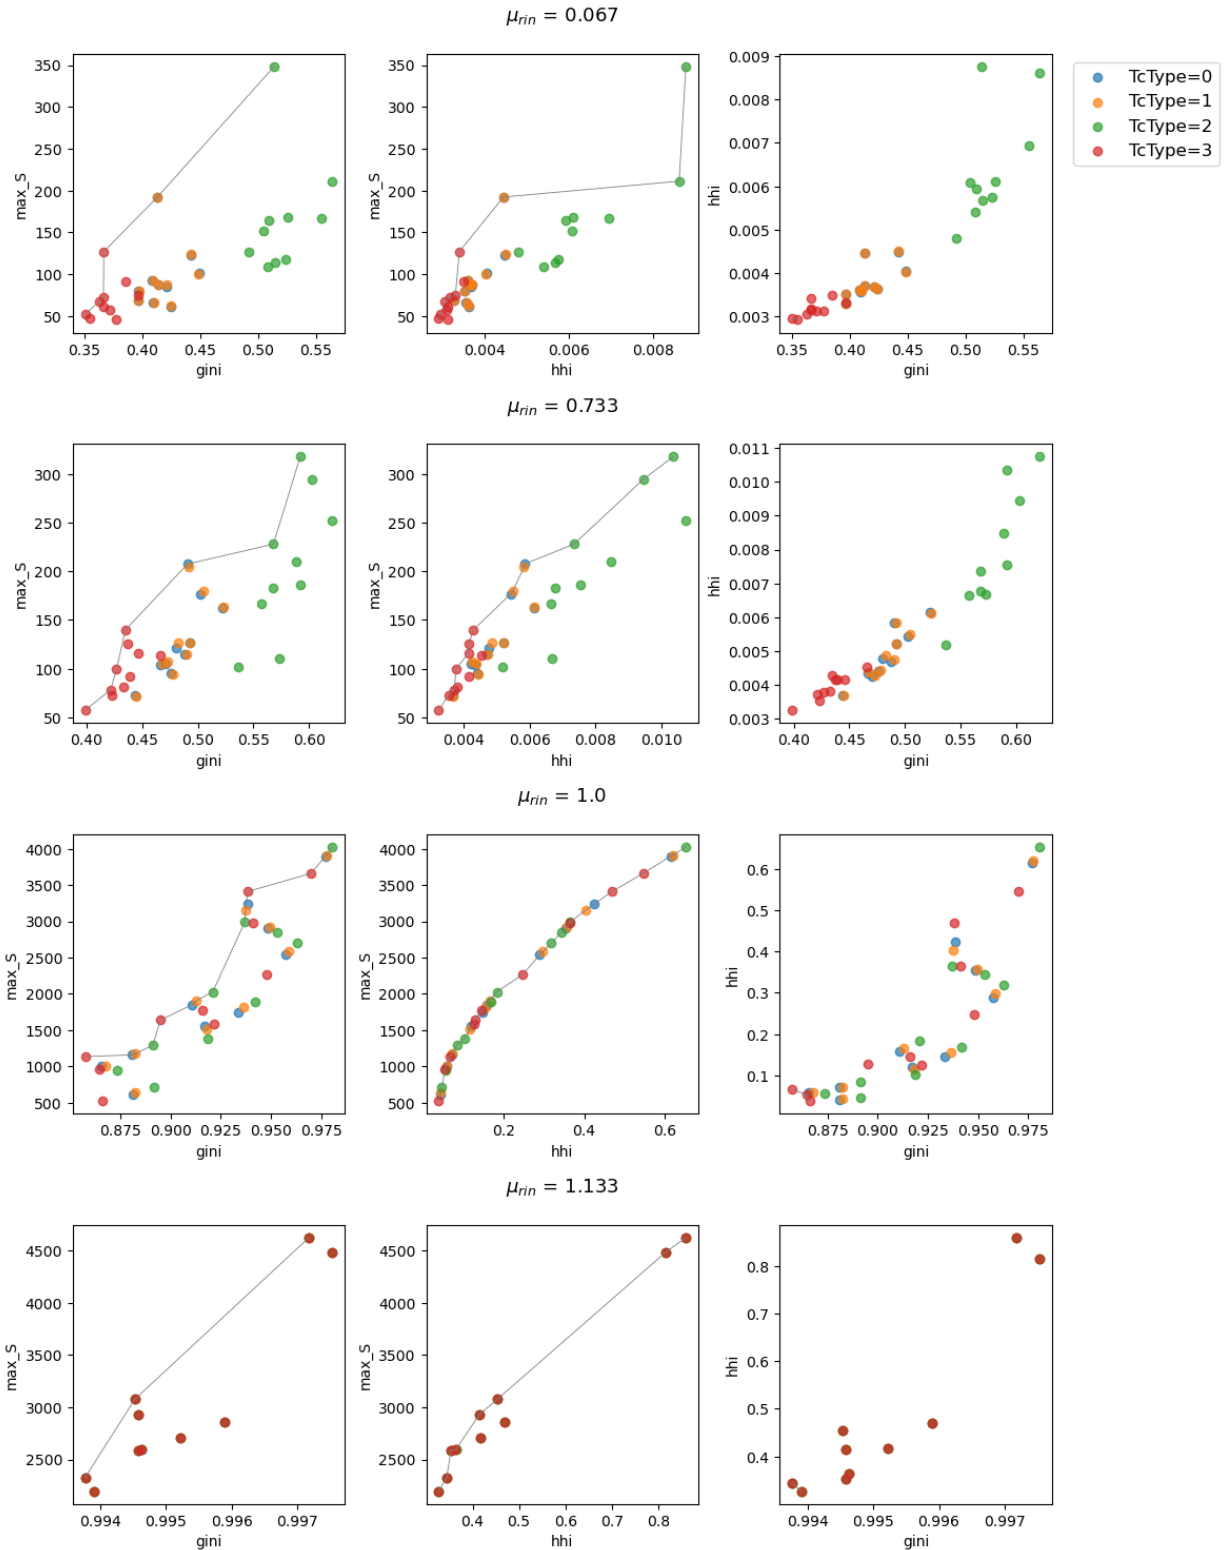 μrin = 0.067
350
300
250
200
150
100
50
max_S
0.35 0.40 0.45 0.50 0.55
gini
350
300
250
200
150
100
50
max_S
0.004 0.006 0.008
hhi
0.009
0.008
0.007
0.006
0.005
0.004
0.003
hhi
0.35 0.40 0.45 0.50 0.55
gini
TcType=0
TcType=1
TcType=2
TcType=3
μrin = 0.733
300
250
200
150
100
50
max_S
0.40 0.45 0.50 0.55 0.60
gini
300
250
200
150
100
50
max_S
0.004 0.006 0.008 0.010
hhi
0.011
0.010
0.009
0.008
0.007
0.006
0.005
0.004
0.003
hhi
0.40 0.45 0.50 0.55 0.60
gini
μrin = 1.0
4000
3500
3000
2500
2000
1500
1000
500
max_S
0.875 0.900 0.925 0.950 0.975
gini
4000
3500
3000
2500
2000
1500
1000
500
max_S
0.2 0.4 0.6
hhi
0.6
0.5
0.4
0.3
0.2
0.1
hhi
0.875 0.900 0.925 0.950 0.975
gini
μrin = 1.133
4500
4000
3500
3000
2500
max_S
0.994 0.995 0.996 0.997
gini
4500
4000
3500
3000
2500
max_S
0.4 0.5 0.6 0.7 0.8
hhi
0.8
0.7
0.6
0.5
0.4
hhi
0.994 0.995 0.996 0.997
gini